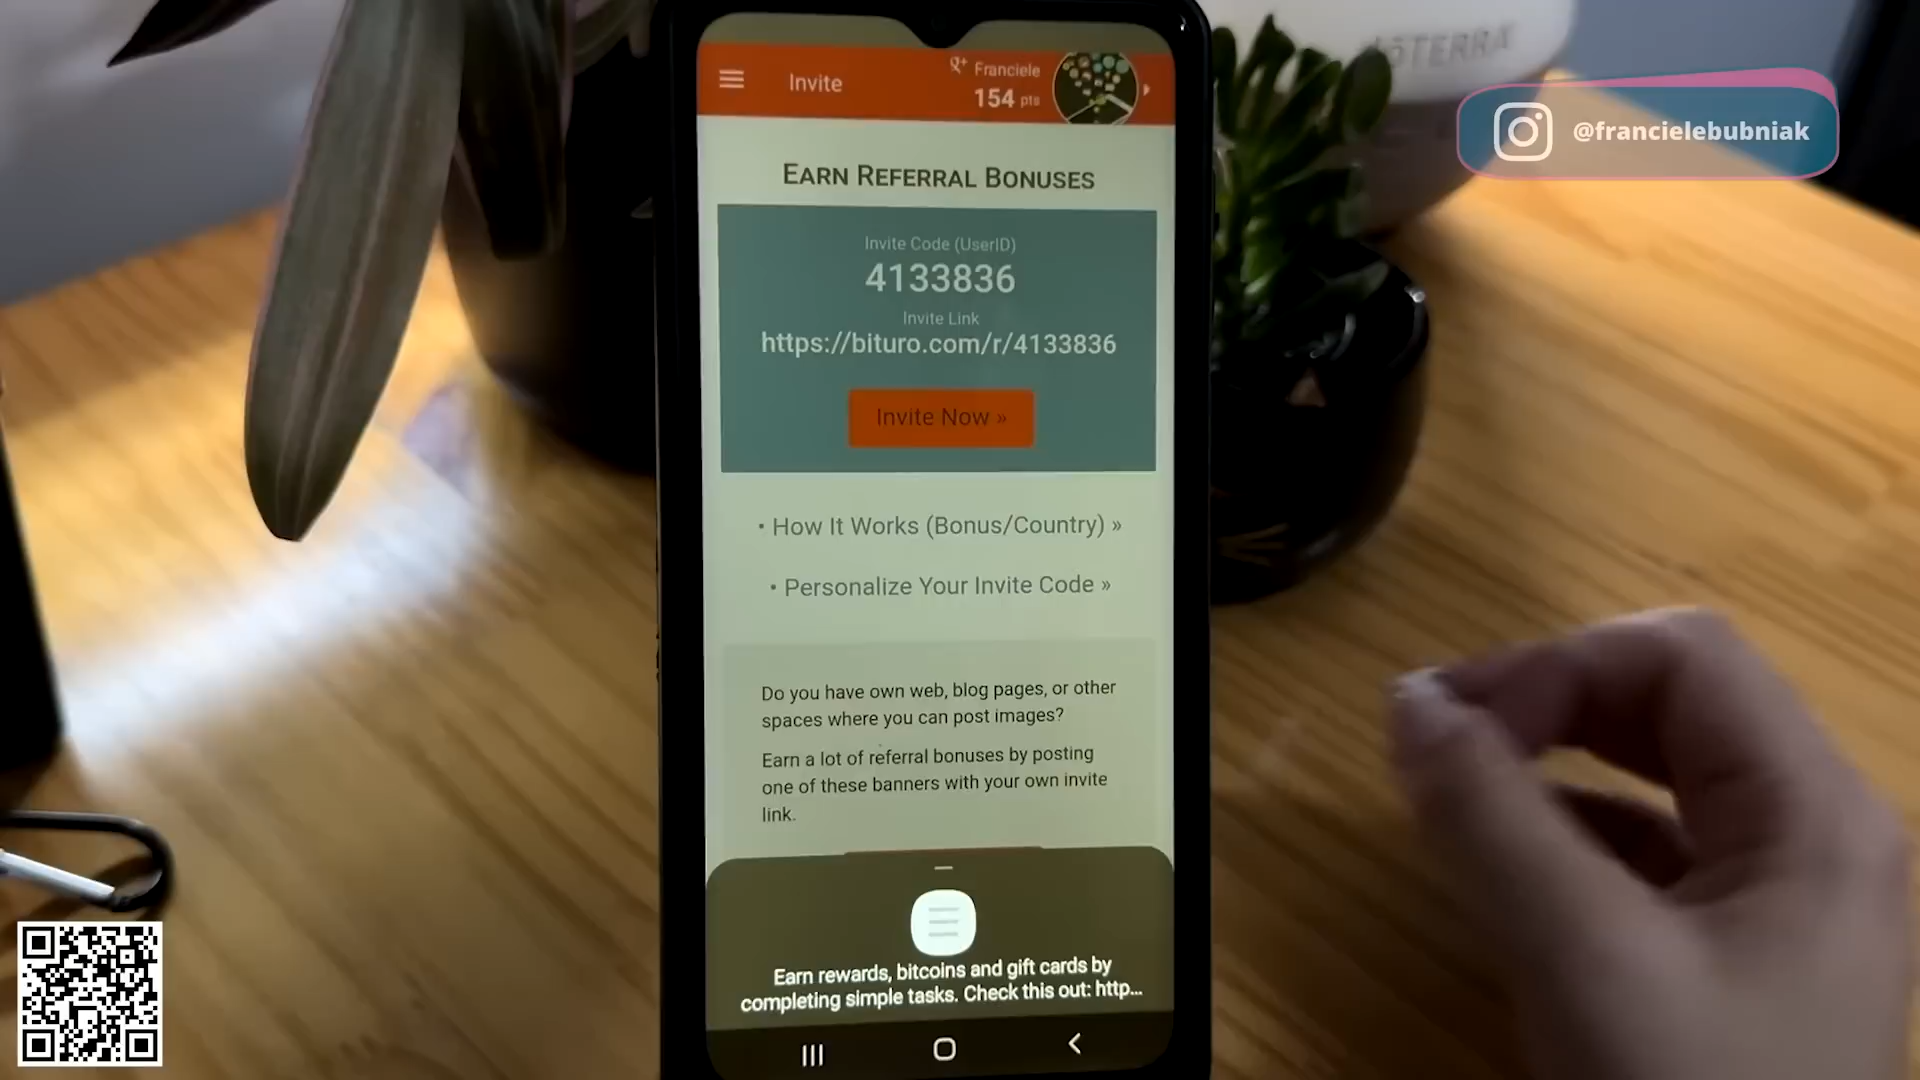 dōTERRA
@francielebubniak
Invite
Franciele
154 pts
EARN REFERRAL BONUSES
Invite Code (UserID)
4133836
Invite Link
https://bituro.com/r/4133836
Invite Now »
• How It Works (Bonus/Country) »
• Personalize Your Invite Code »
Do you have own web, blog pages, or other
spaces where you can post images?
Earn a lot of referral bonuses by posting
one of these banners with your own invite
link.
Earn rewards, bitcoins and gift cards by
completing simple tasks. Check this out: http...